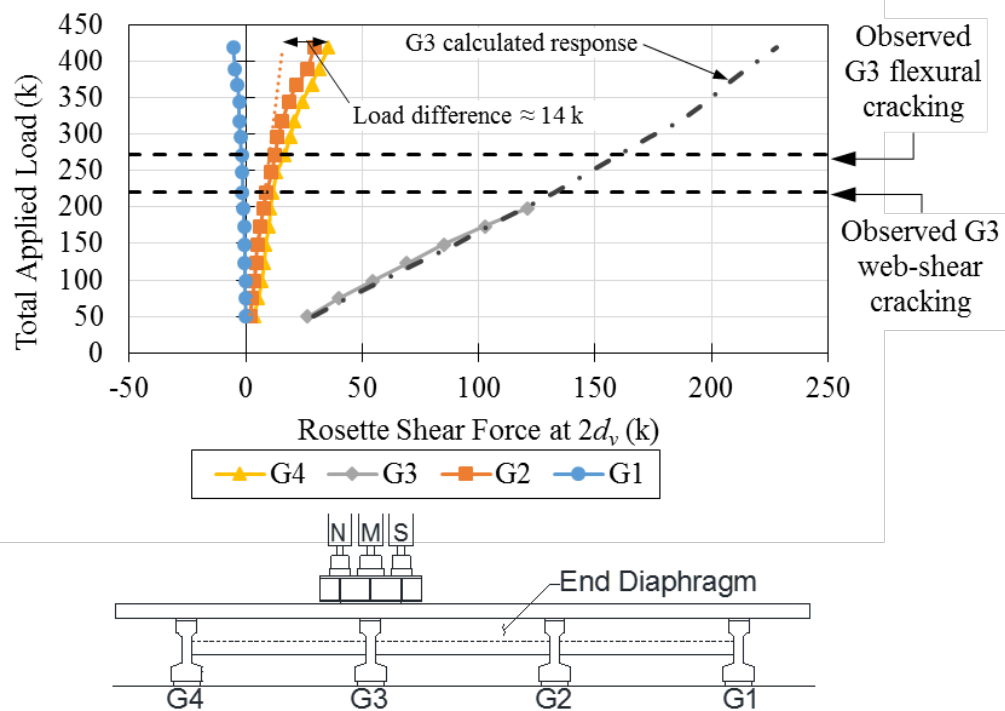 450
400
350
300
250
200
150
100
50
0
Total Applied Load (k)
G3 calculated response
Load difference ≈ 14 k
Observed
G3 flexural
cracking
Observed G3
web-shear
cracking
-50 0 50 100 150 200 250
Rosette Shear Force at 2dv (k)
G4 G3 G2 G1
N M S
End Diaphragm
G4 G3 G2 G1